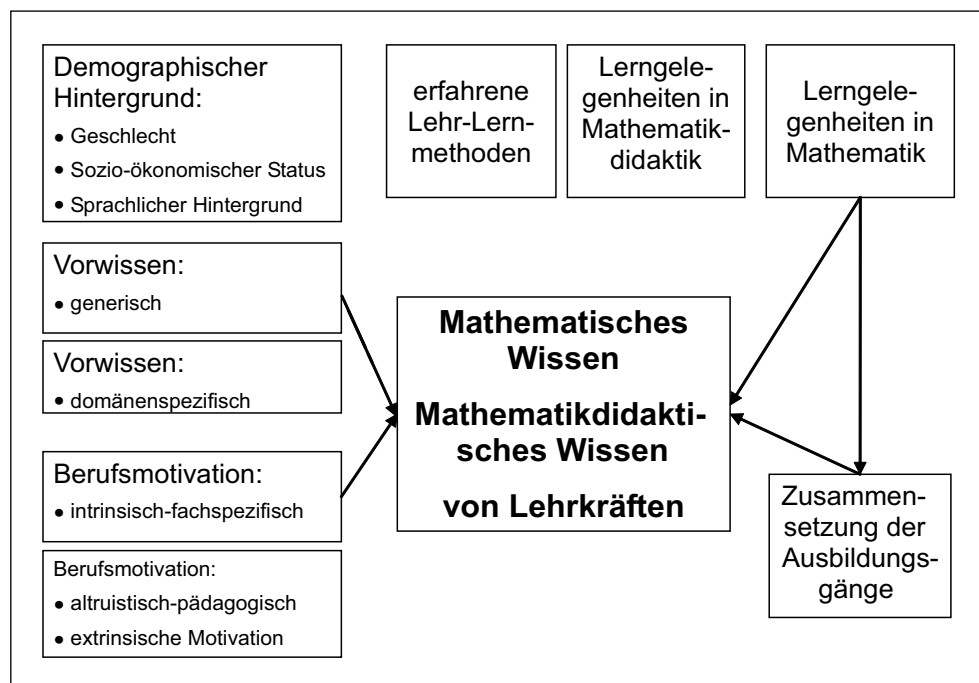 Demographischer
Hintergrund:
• Geschlecht
• Sozio-ökonomischer Status
• Sprachlicher Hintergrund
erfahrene
Lehr-Lern-
methoden
Lerngele-
genheiten in
Mathematik-
didaktik
Lerngele-
genheiten in
Mathematik
Vorwissen:
• generisch
Vorwissen:
• domänenspezifisch
Berufsmotivation:
• intrinsisch-fachspezifisch
Berufsmotivation:
• altruistisch-pädagogisch
• extrinsische Motivation
Mathematisches
Wissen
Mathematikdidakti-
sches Wissen
von Lehrkräften
Zusammen-
setzung der
Ausbildungs-
gänge